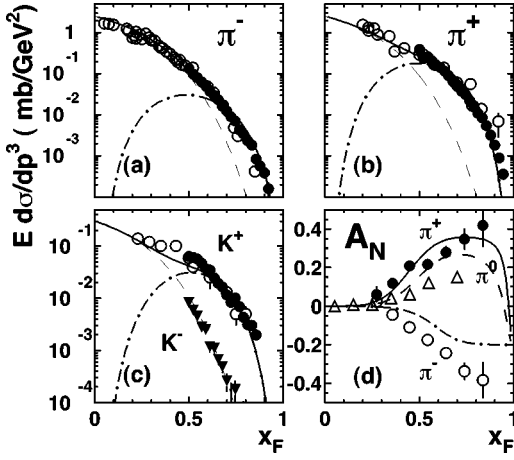 E dσ/dp³ ( mb/GeV²)
1
10⁻¹
10⁻²
10⁻³
π⁻
(a)
π⁺
(b)
10⁻¹
10⁻²
10⁻³
10⁻⁴
K⁺
K⁻
(c)
0 0.5 1
x_F
0.4
0.2
0
-0.2
-0.4
A_N
π⁺
π⁰
π⁻
(d)
0 0.5 1
x_F